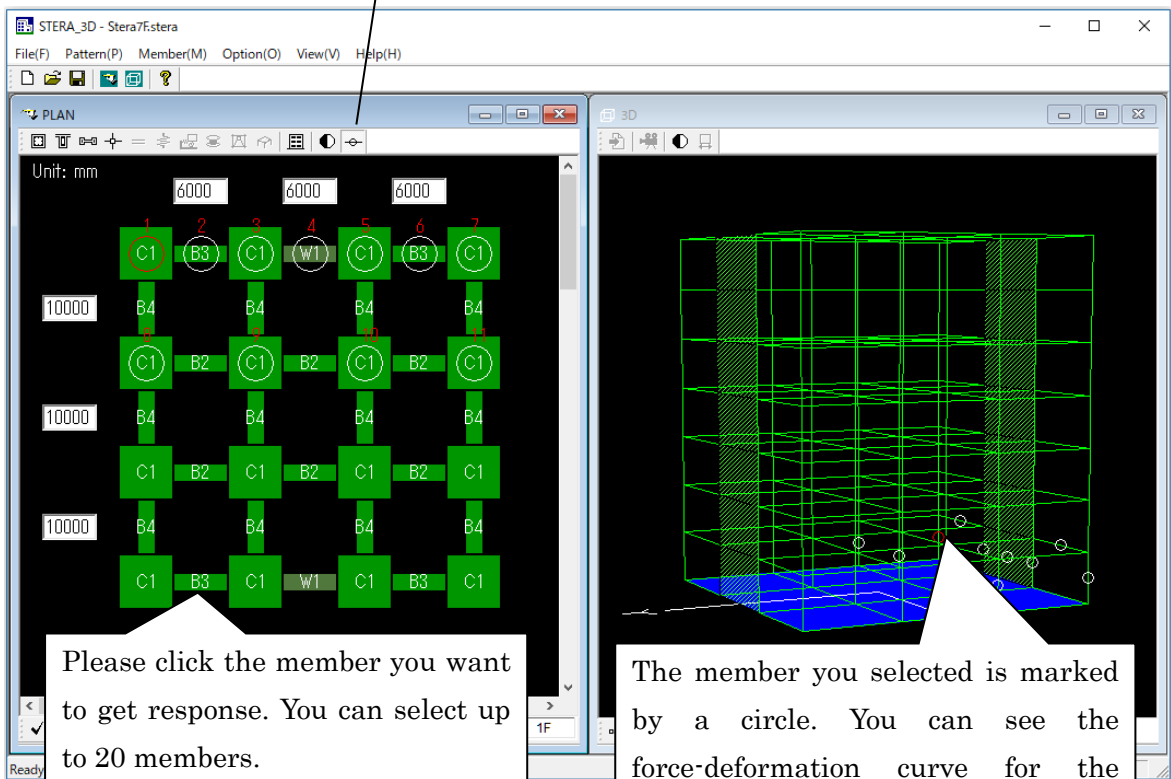 STERA_3D - Stera7F.stera
File(F) Pattern(P) Member(M) Option(O) View(V) Help(H)
PLAN
3D
Unit: mm
6000 6000 6000
1 2 3 4 5 6 7
C1 B3 C1 W1 C1 B3 C1
10000 B4 B4 B4 B4
8 9 10 11
C1 B2 C1 B2 C1 B2 C1
10000 B4 B4 B4 B4
C1 B2 C1 B2 C1 B2 C1
10000 B4 B4 B4 B4
C1 B3 C1 W1 C1 B3 C1
Please click the member you want
to get response. You can select up
to 20 members.
1F
Ready
The member you selected is marked
by a circle. You can see the
force-deformation curve for the